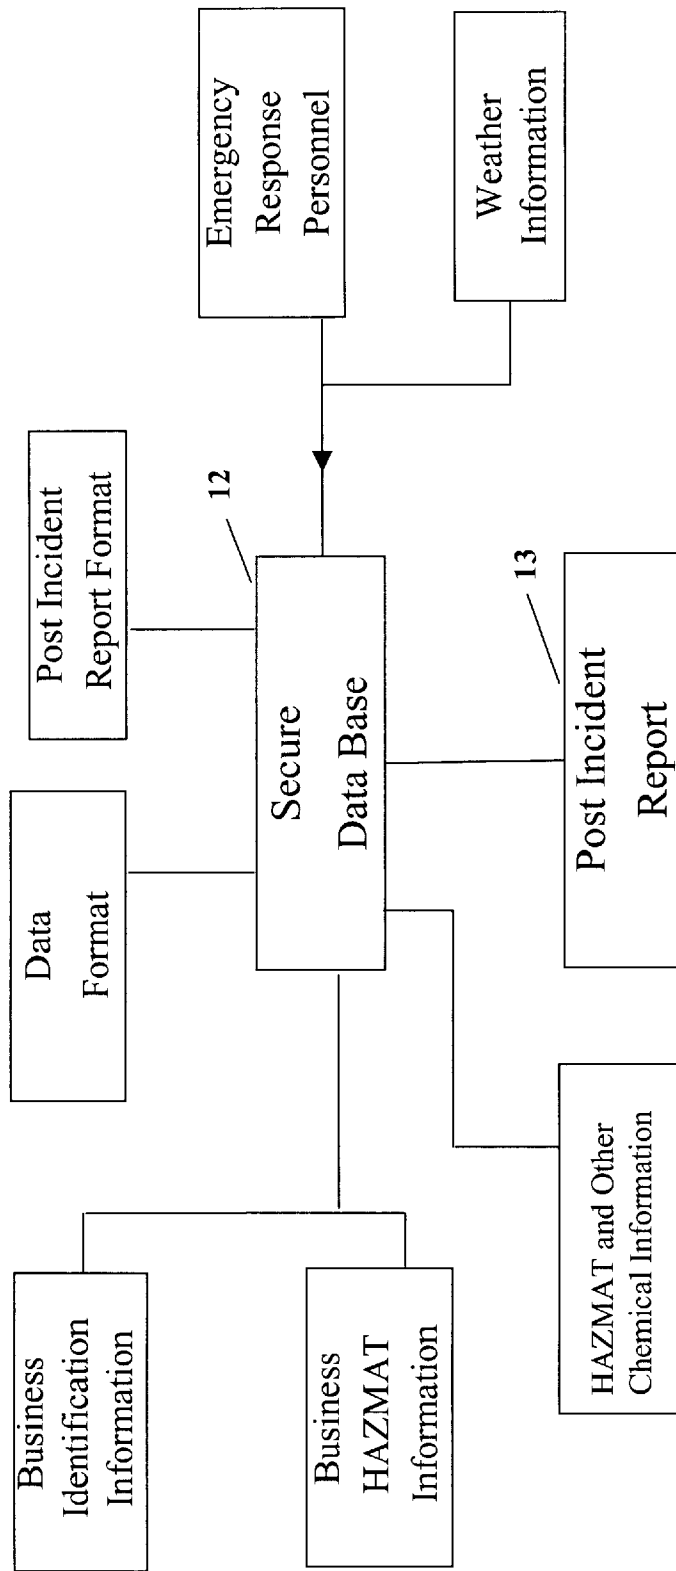 Business
Identification
Information
Data
Format
Post Incident
Report Format
Emergency
Response
Personnel
12
Secure
Data Base
Business
HAZMAT
Information
Weather
Information
13
HAZMAT and Other
Chemical Information
Post Incident
Report